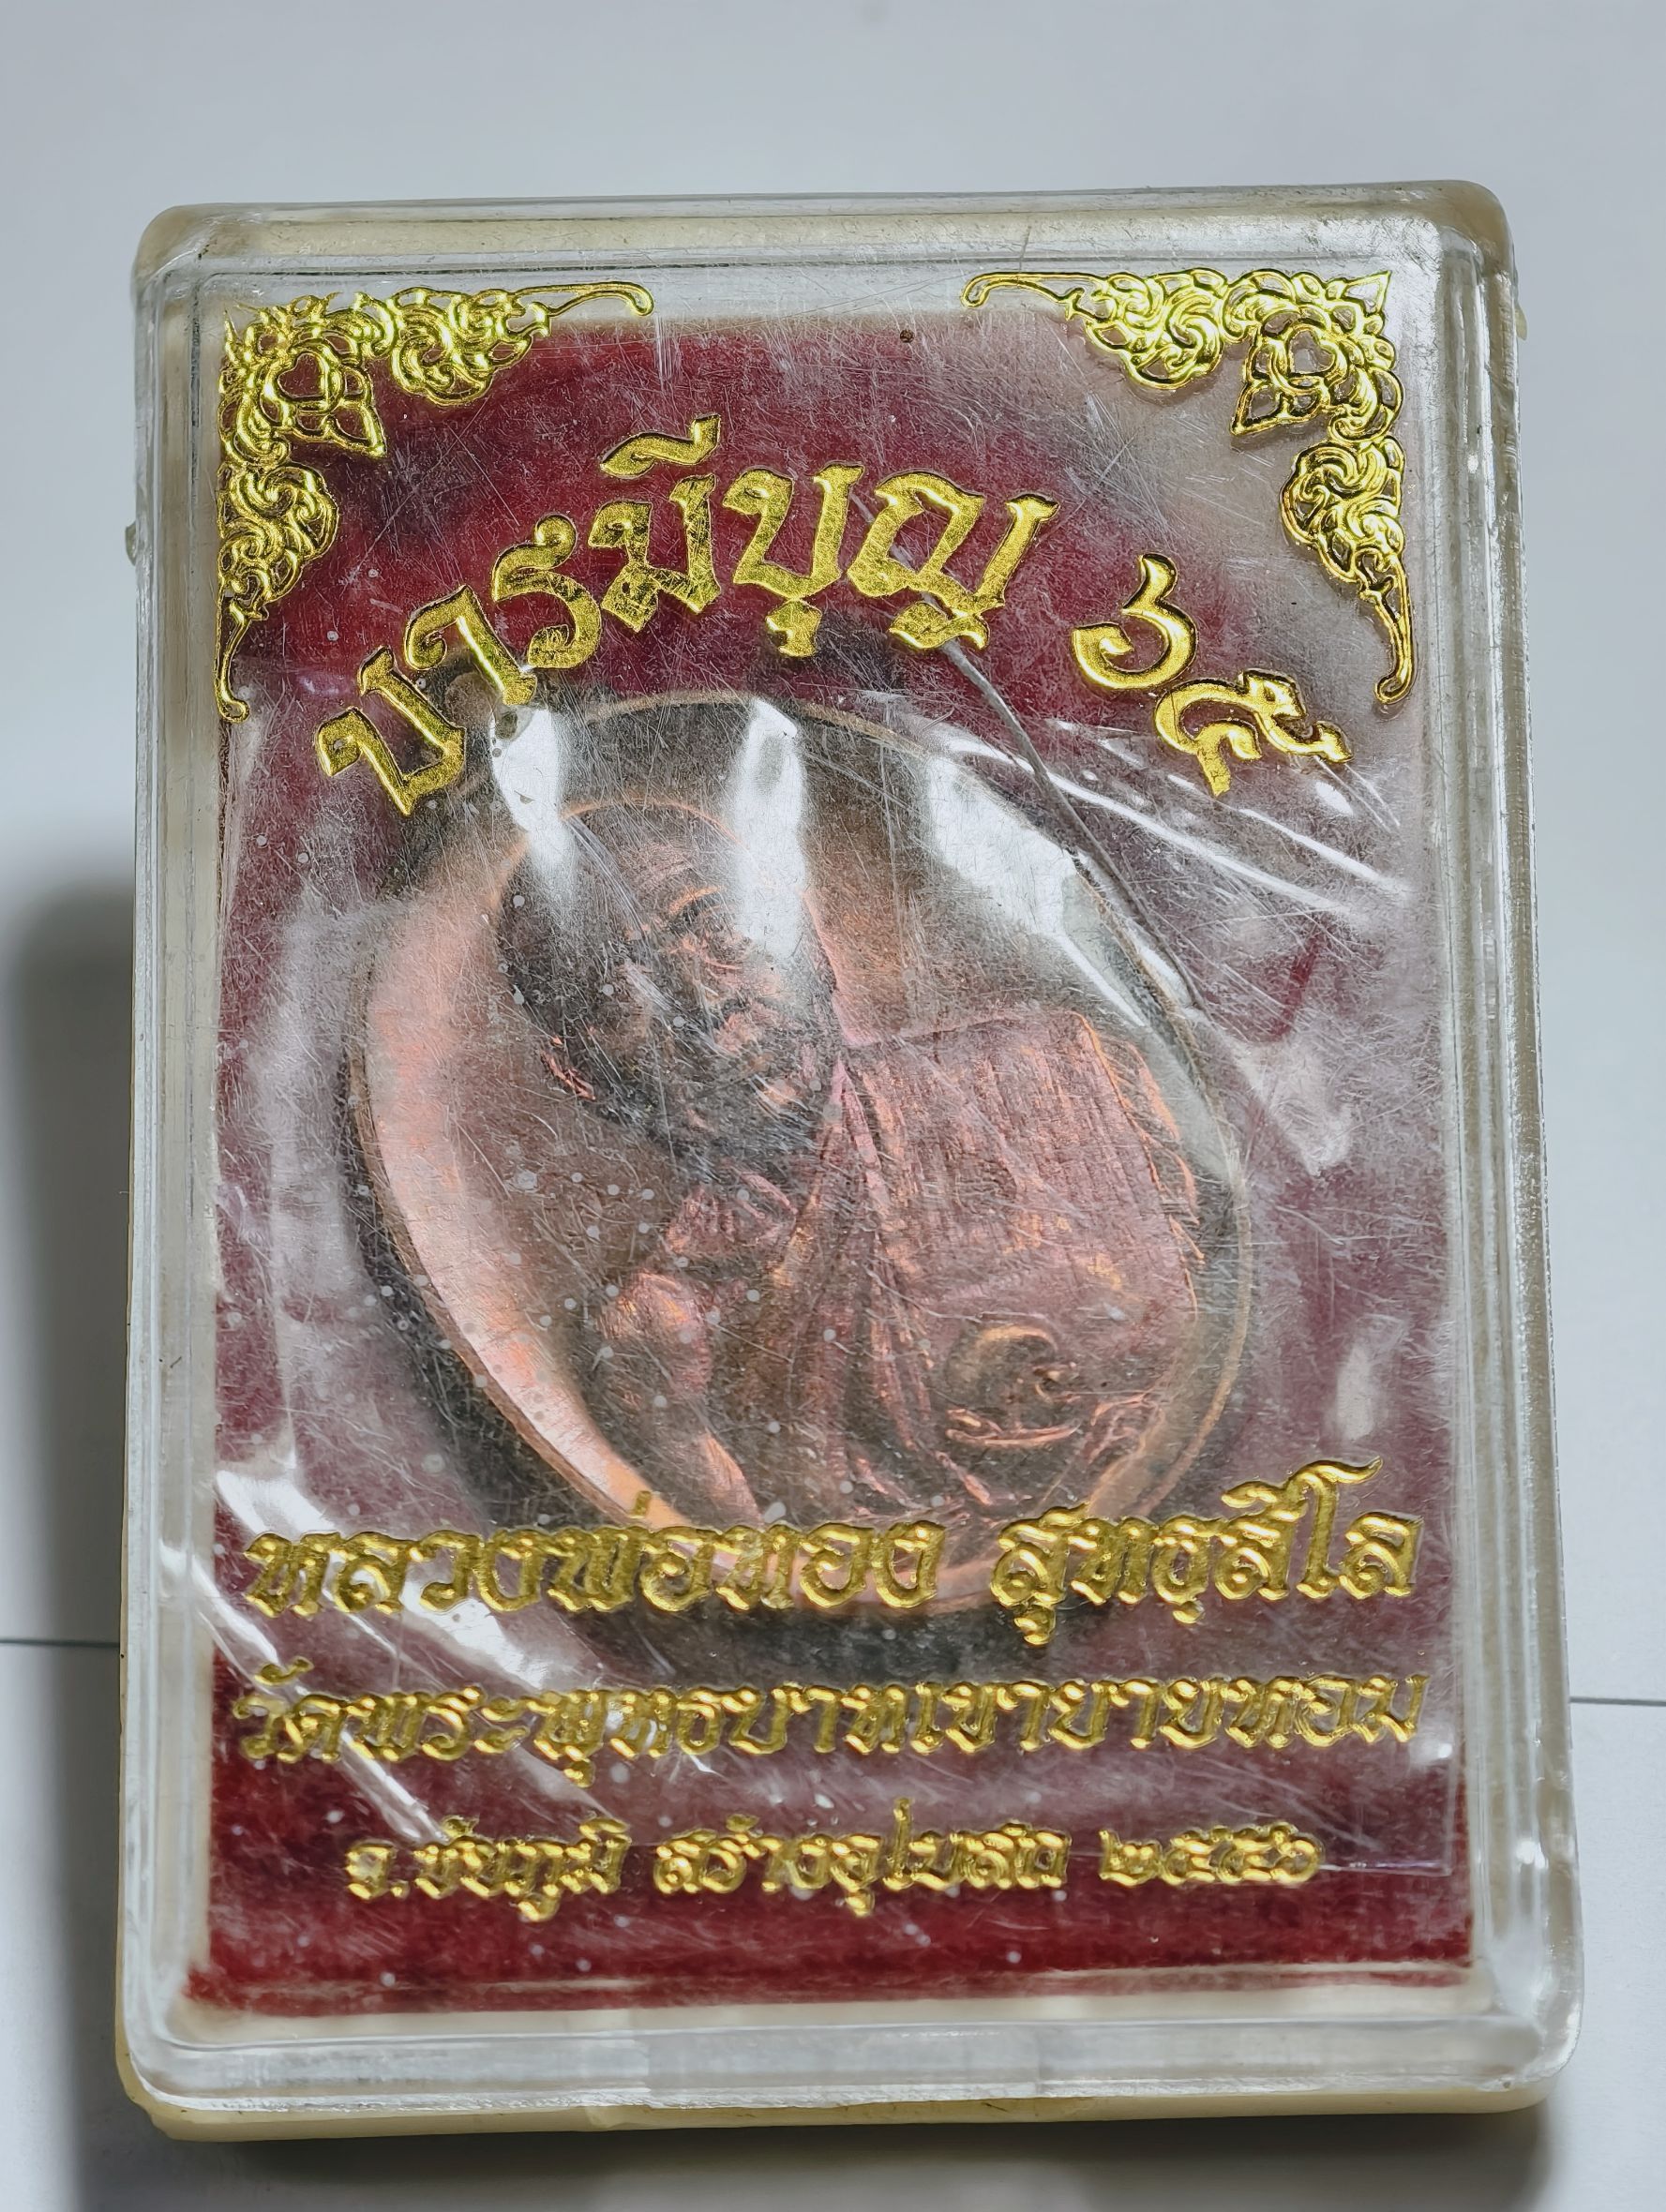 บารมีบุญ ๖๙
หลวงพ่อทอง สุทธสีโล
วัดพระพุทธบาทเขายายหอม
จ.ชัยภูมิ สร้างอุโบสถ ๒๕๕๖